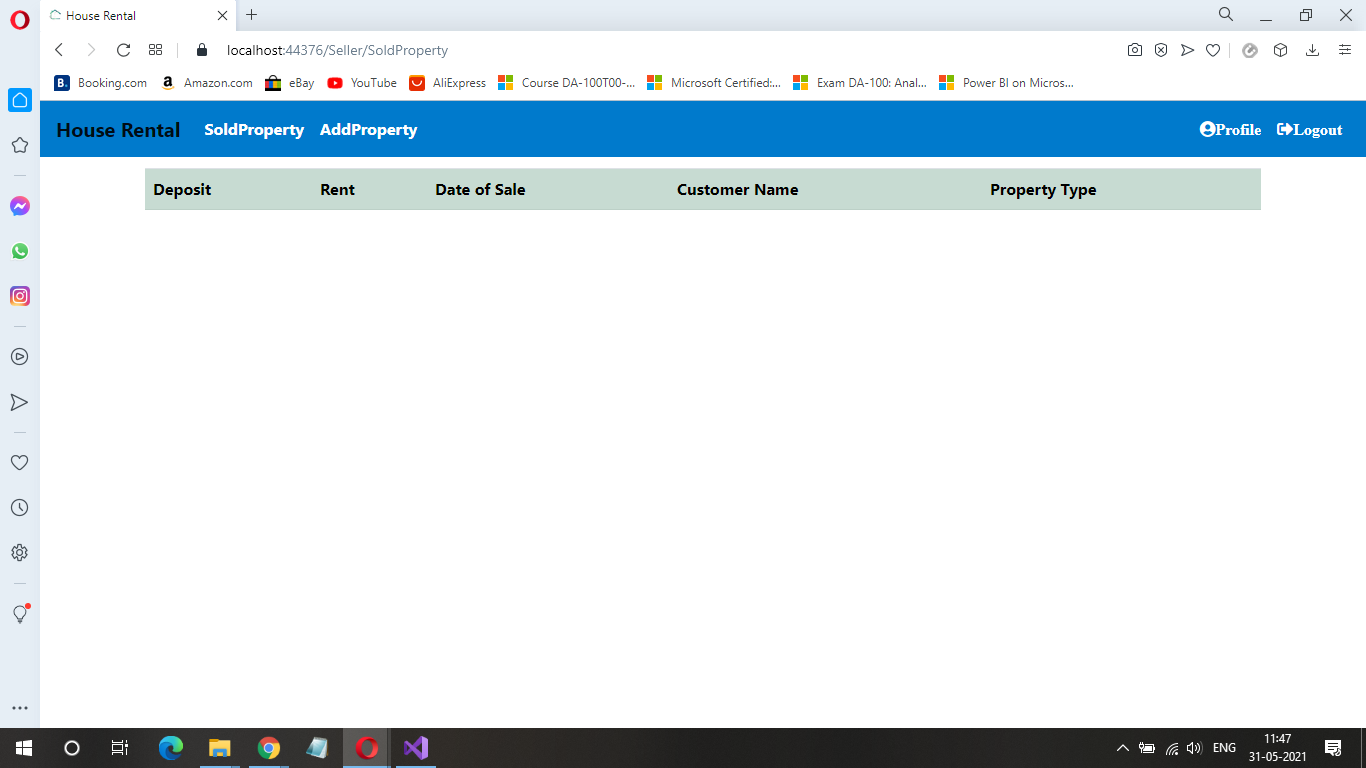 House Rental
localhost:44376/Seller/SoldProperty
B. Booking.com a Amazon.com eBay YouTube AliExpress Course DA-100T00-... Microsoft Certified:... Exam DA-100: Anal... Power BI on Micros...
House Rental SoldProperty AddProperty Profile Logout
Deposit Rent Date of Sale Customer Name Property Type
ENG 11:47
31-05-2021